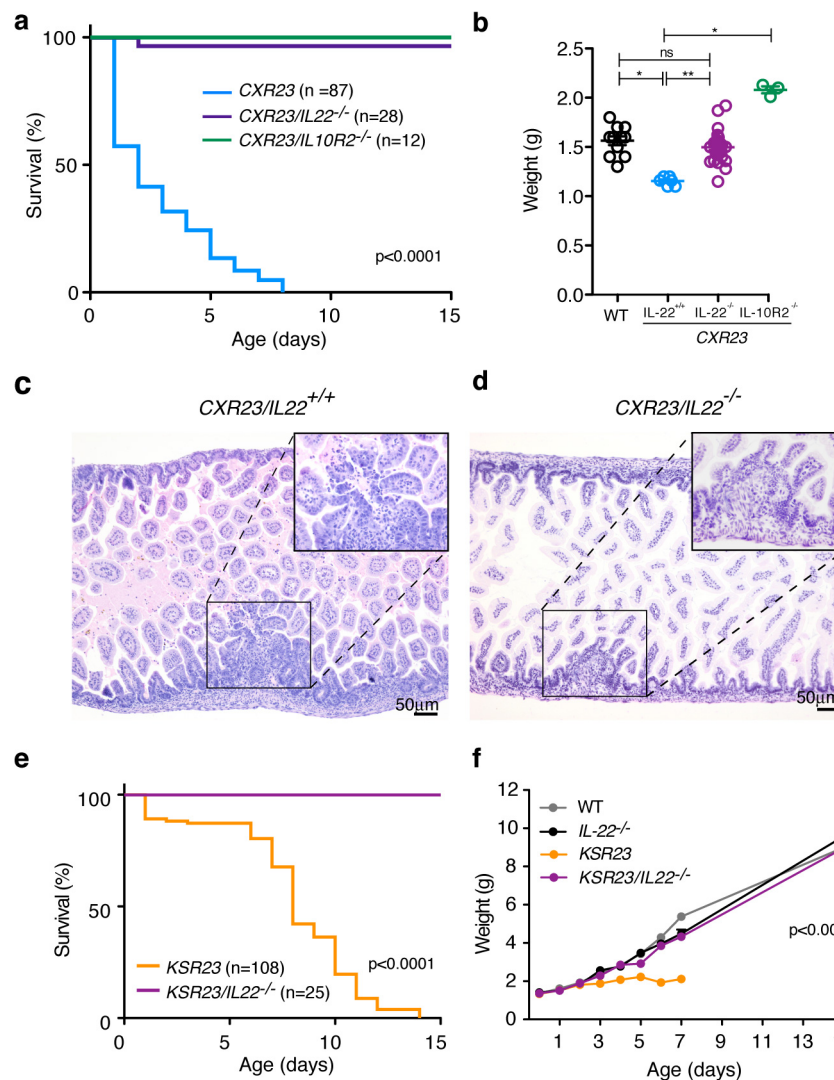 a
100
50
0
Survival (%)
CXR23 (n =87)
CXR23/IL22-/- (n=28)
CXR23/IL10R2-/- (n=12)
p<0.0001
0 5 10 15
Age (days)
b
*
ns
* **
2.5
2.0
1.5
1.0
0.5
0.0
Weight (g)
WT IL-22+/+ IL-22-/- IL-10R2-/-
CXR23
c
CXR23/IL22+/+
50µm
d
CXR23/IL22-/-
50µm
e
100
50
0
Survival (%)
KSR23 (n=108)
KSR23/IL22-/- (n=25)
p<0.0001
0 5 10 15
Age (days)
f
12
10
8
6
4
2
0
Weight (g)
WT
IL-22-/-
KSR23
KSR23/IL22-/-
p<0.00
1 3 5 7 9 11 13
Age (days)